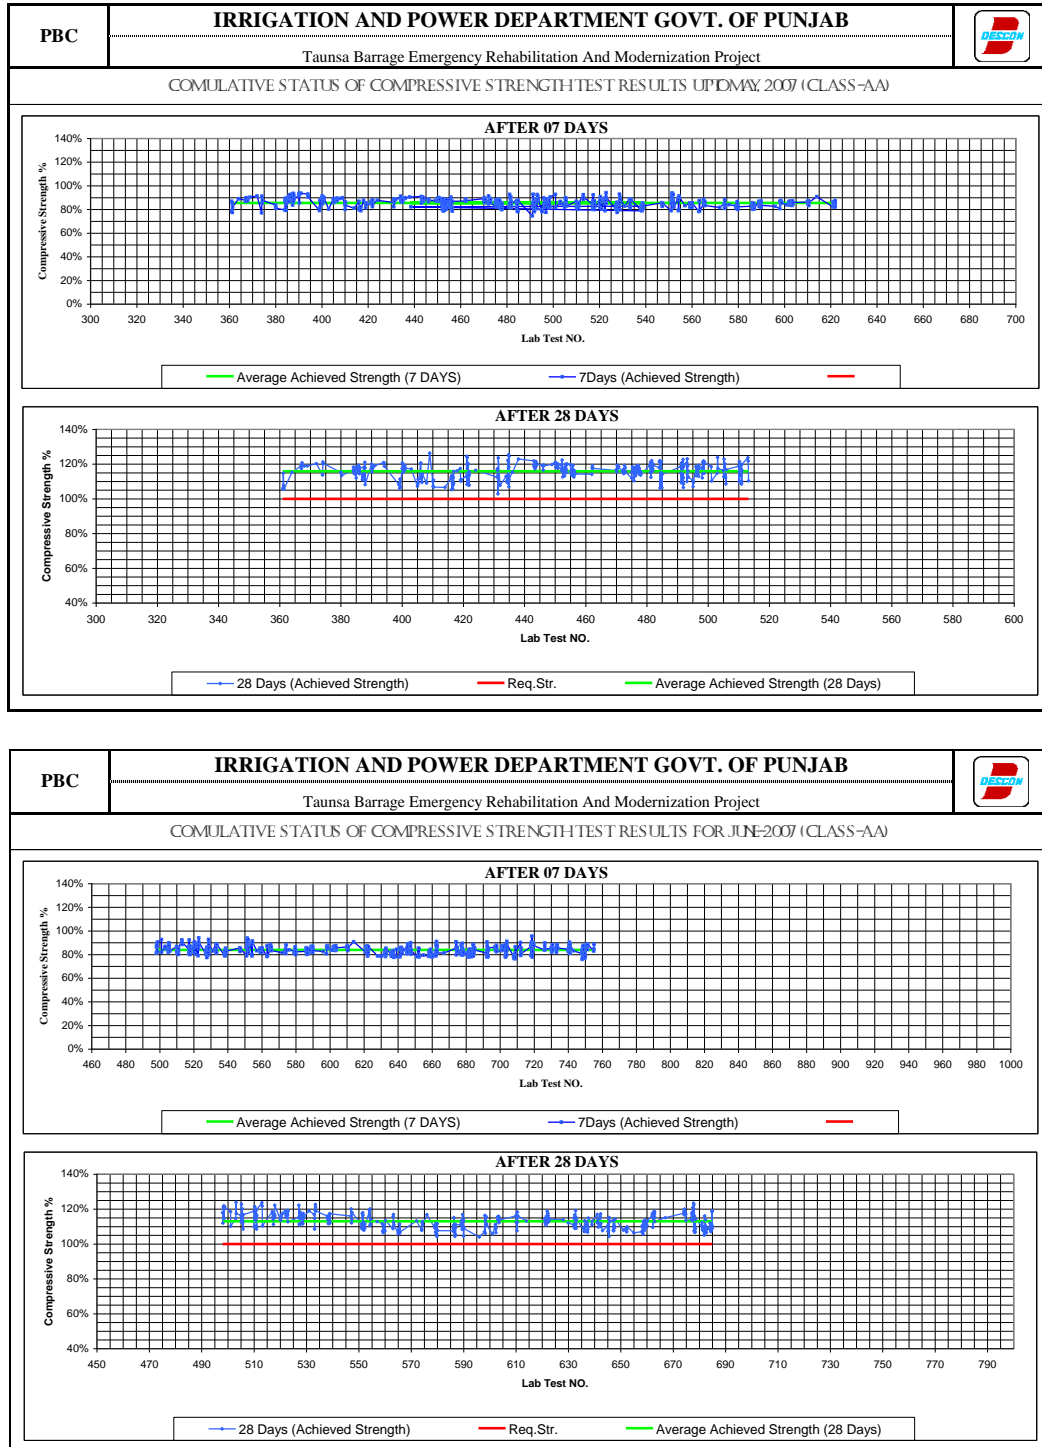 PBC
IRRIGATION AND POWER DEPARTMENT GOVT. OF PUNJAB
Taunsa Barrage Emergency Rehabilitation And Modernization Project
DESCON
COMULATIVE STATUS OF COMPRESSIVE STRENGTH TEST RESULTS UPTO MAY, 2007 (CLASS-AA)
AFTER 07 DAYS
Compressive Strength %
140%
120%
100%
80%
60%
40%
20%
0%
300 320 340 360 380 400 420 440 460 480 500 520 540 560 580 600 620 640 660 680 700
Lab Test NO.
Average Achieved Strength (7 DAYS) 7Days (Achieved Strength)
AFTER 28 DAYS
Compressive Strength %
140%
120%
100%
80%
60%
40%
300 320 340 360 380 400 420 440 460 480 500 520 540 560 580 600
Lab Test NO.
28 Days (Achieved Strength) Req.Str. Average Achieved Strength (28 Days)
PBC
IRRIGATION AND POWER DEPARTMENT GOVT. OF PUNJAB
Taunsa Barrage Emergency Rehabilitation And Modernization Project
DESCON
COMULATIVE STATUS OF COMPRESSIVE STRENGTH TEST RESULTS FOR JUNE-2007 (CLASS-AA)
AFTER 07 DAYS
Compressive Strength %
140%
120%
100%
80%
60%
40%
20%
0%
460 480 500 520 540 560 580 600 620 640 660 680 700 720 740 760 780 800 820 840 860 880 900 920 940 960 980 1000
Lab Test NO.
Average Achieved Strength (7 DAYS) 7Days (Achieved Strength)
AFTER 28 DAYS
Compressive Strength %
140%
120%
100%
80%
60%
40%
450 470 490 510 530 550 570 590 610 630 650 670 690 710 730 750 770 790
Lab Test NO.
28 Days (Achieved Strength) Req.Str. Average Achieved Strength (28 Days)